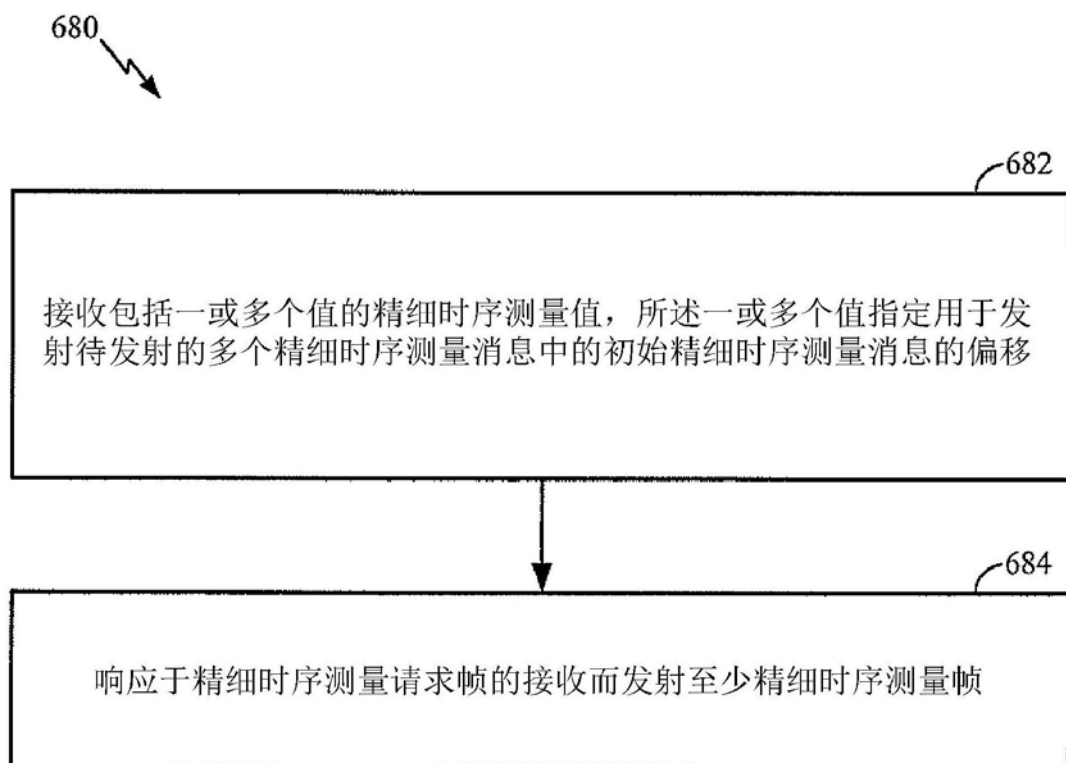 680
682
接收包括一或多个值的精细时序测量值，所述一或多个值指定用于发
射待发射的多个精细时序测量消息中的初始精细时序测量消息的偏移
684
响应于精细时序测量请求帧的接收而发射至少精细时序测量帧